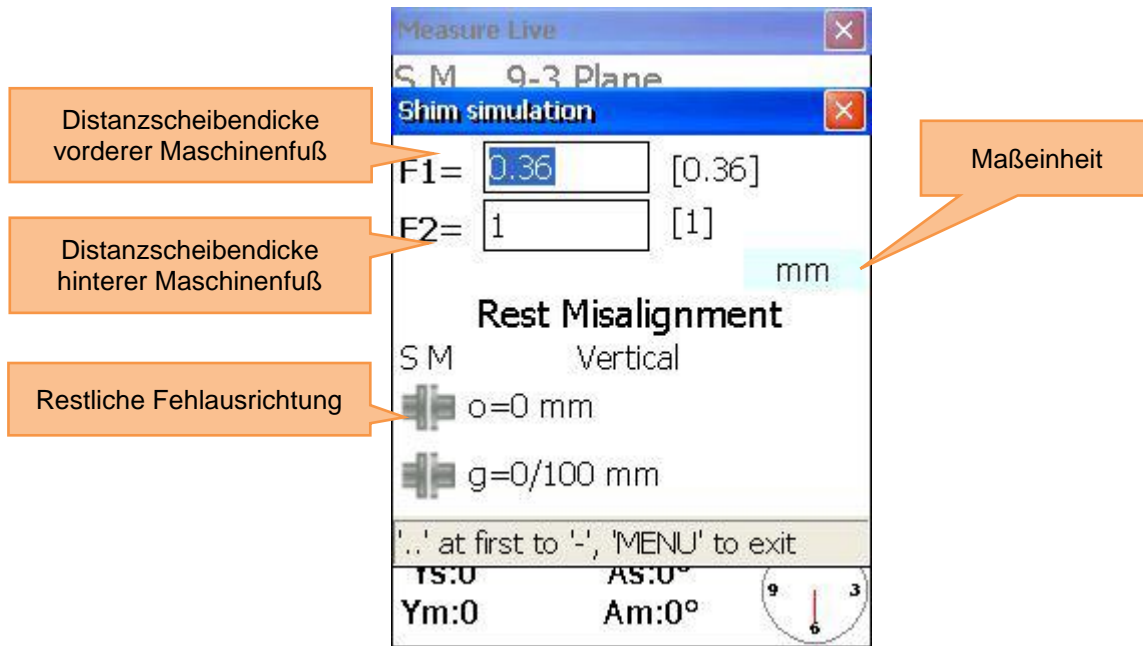 Measure Live
S M 9-3 Plane
Shim simulation
Distanzscheibendicke
vorderer Maschinenfuß
F1= 0.36 [0.36]
Maßeinheit
Distanzscheibendicke
hinterer Maschinenfuß
F2= 1 [1]
mm
Rest Misalignment
S M Vertical
Restliche Fehlausrichtung
o=0 mm
g=0/100 mm
'..' at first to '-', 'MENU' to exit
Ys:0 As:0°
Ym:0 Am:0°
9 3
6